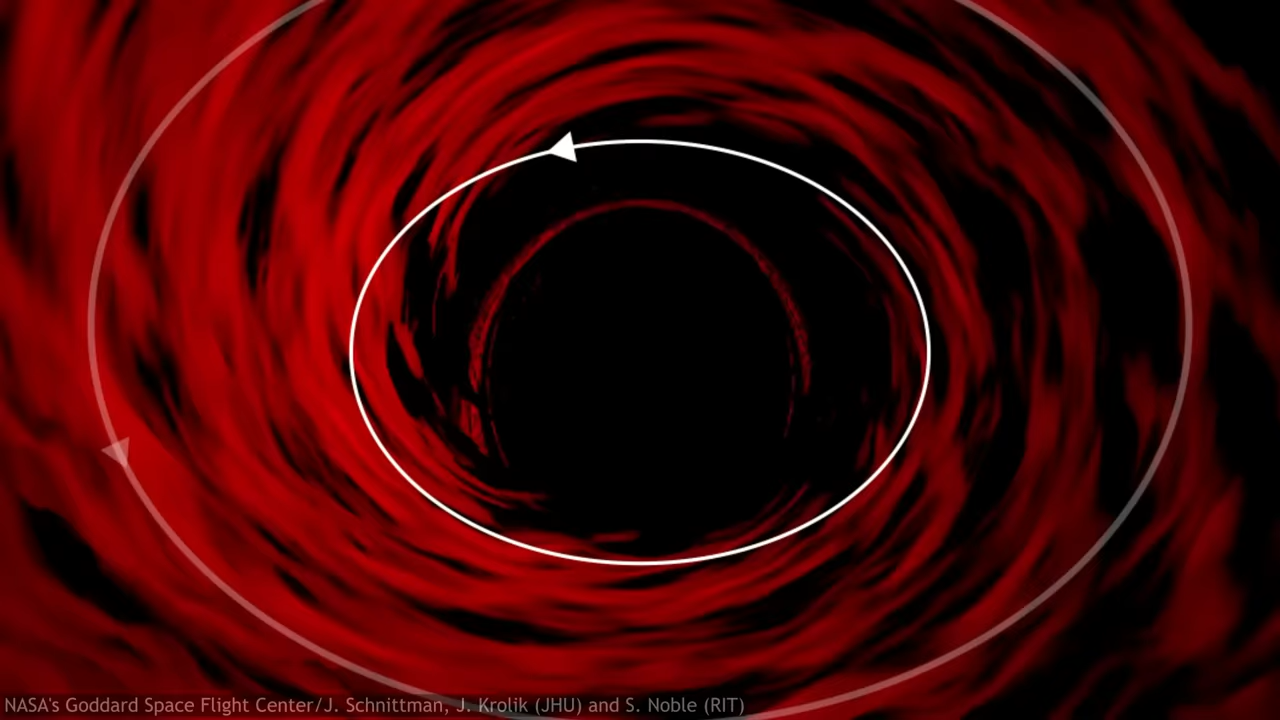 NASA's Goddard Space Flight Center/J. Schnittman, J. Krolik (JHU) and S. Noble (RIT)